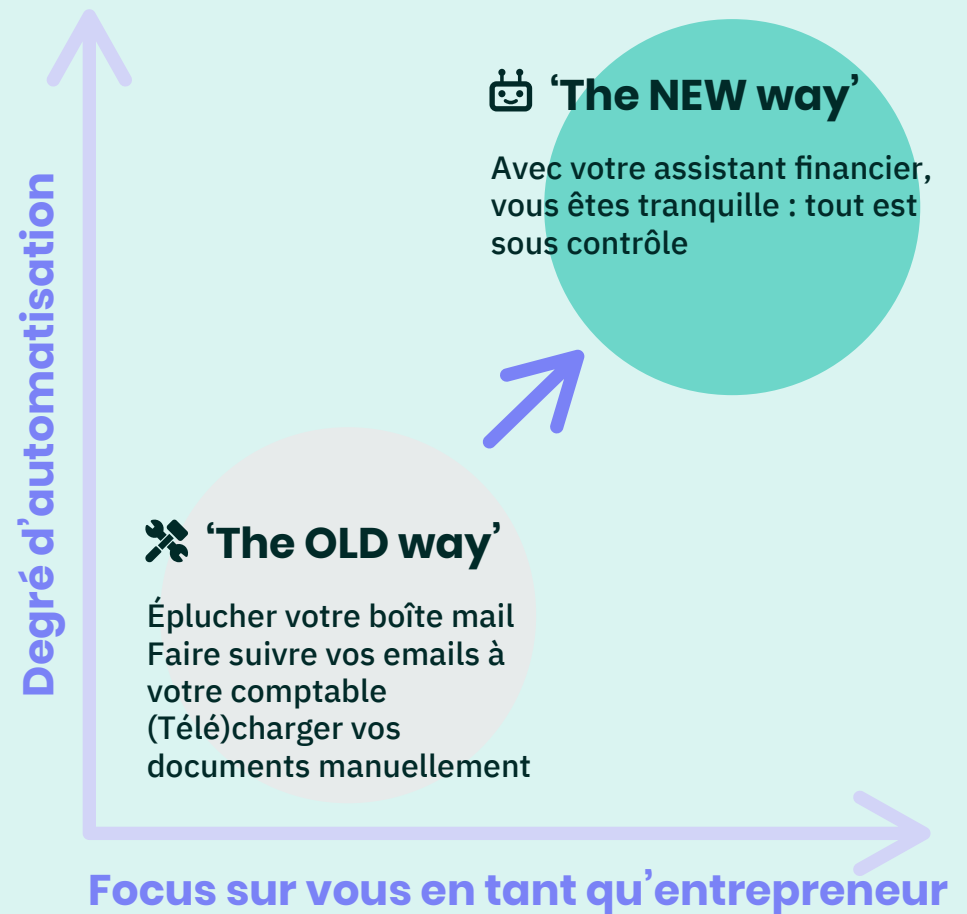 ‘The NEW way’
Avec votre assistant financier,
vous êtes tranquille : tout est
sous contrôle
Degré d’automatisation
‘The OLD way’
Éplucher votre boîte mail
Faire suivre vos emails à
votre comptable
(Télé)charger vos
documents manuellement
Focus sur vous en tant qu’entrepreneur